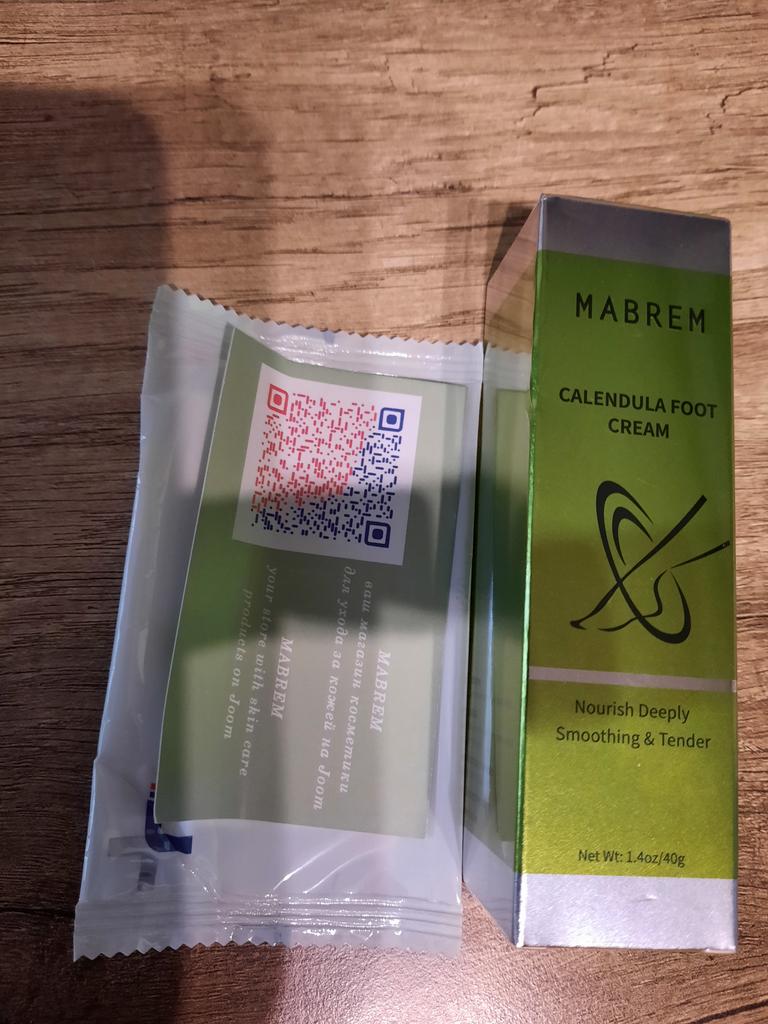 MABREM
ваш магазин косметики
для ухода за кожей на Joom
MABREM
your store with skin care
products on Joom
MABREM
CALENDULA FOOT
CREAM
Nourish Deeply
Smoothing & Tender
Net Wt: 1.4oz/40g